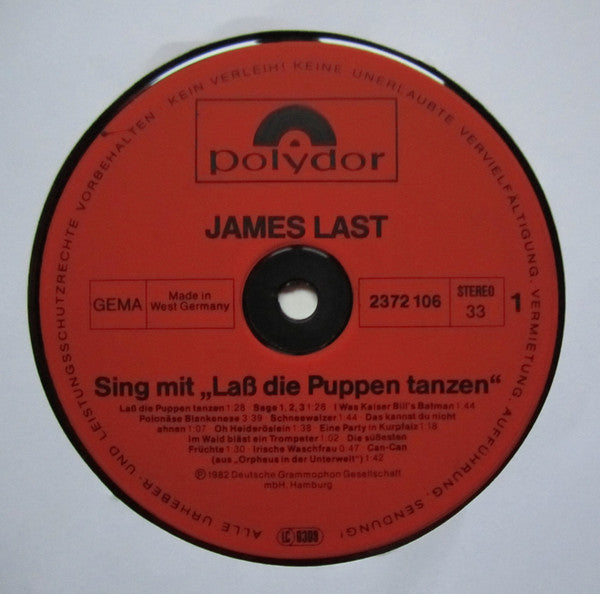 ALLE URHEBER- UND LEISTUNGSSCHUTZRECHTE VORBEHALTEN · KEIN VERLEIH! KEINE UNERLAUBTE VERVIELFÄLTIGUNG, VERMIETUNG, AUFFÜHRUNG, SENDUNG!
polydor
JAMES LAST
GEMA
Made in
West Germany
2372 106
STEREO
33
1
Sing mit „Laß die Puppen tanzen“
Laß die Puppen tanzen 1:28 · Sage 1, 2, 3 1:28 · I Was Kaiser Bill's Batman 1:44
Polonäse Blankenese 3:39 · Schneewalzer 1:44 · Das kannst du nicht
ahnen 1:07 · Oh Heideröslein 1:38 · Eine Party in Kurpfalz 1:18
Im Wald bläst ein Trompeter 1:02 · Die süßesten
Früchte 1:30 · Irische Waschfrau 0:47 · Can-Can
(aus „Orpheus in der Unterwelt“) 1:42
Ⓟ 1982 Deutsche Grammophon Gesellschaft
mbH, Hamburg
LC 0309